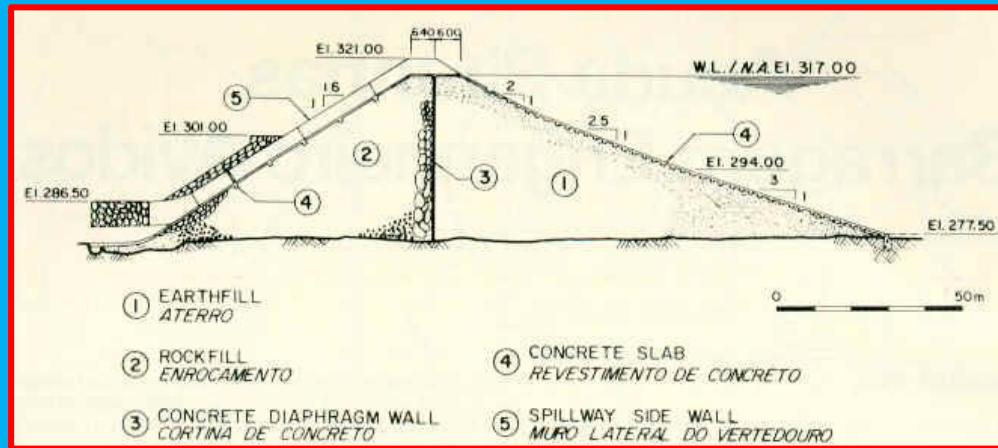 6.40 6.00
El. 321.00
W.L./N.A. El. 317.00
1.6
1
2
1
5
El. 301.00
2.5
1
4
2
El. 294.00
3
1
3
1
El. 286.50
4
El. 277.50
1 EARTHFILL
ATERRO
0 50m
2 ROCKFILL
ENROCAMENTO
4 CONCRETE SLAB
REVESTIMENTO DE CONCRETO
3 CONCRETE DIAPHRAGM WALL
CORTINA DE CONCRETO
5 SPILLWAY SIDE WALL
MURO LATERAL DO VERTEDOURO